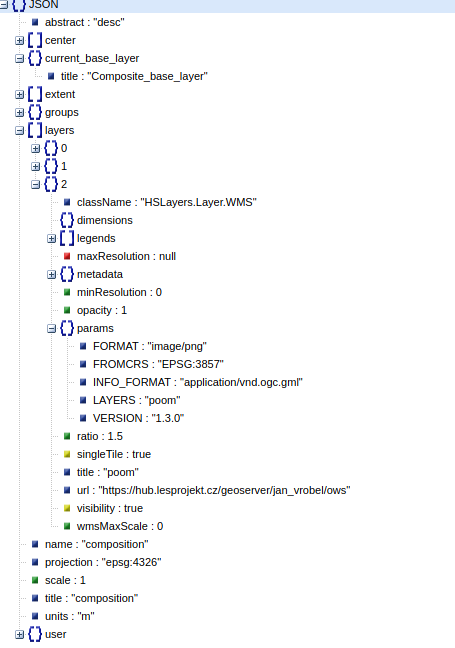 JSON
abstract : "desc"
center
current_base_layer
title : "Composite_base_layer"
extent
groups
layers
0
1
2
className : "HSLayers.Layer.WMS"
dimensions
legends
maxResolution : null
metadata
minResolution : 0
opacity : 1
params
FORMAT : "image/png"
FROMCRS : "EPSG:3857"
INFO_FORMAT : "application/vnd.ogc.gml"
LAYERS : "poom"
VERSION : "1.3.0"
ratio : 1.5
singleTile : true
title : "poom"
url : "https://hub.lesprojekt.cz/geoserver/jan_vrobel/ows"
visibility : true
wmsMaxScale : 0
name : "composition"
projection : "epsg:4326"
scale : 1
title : "composition"
units : "m"
user